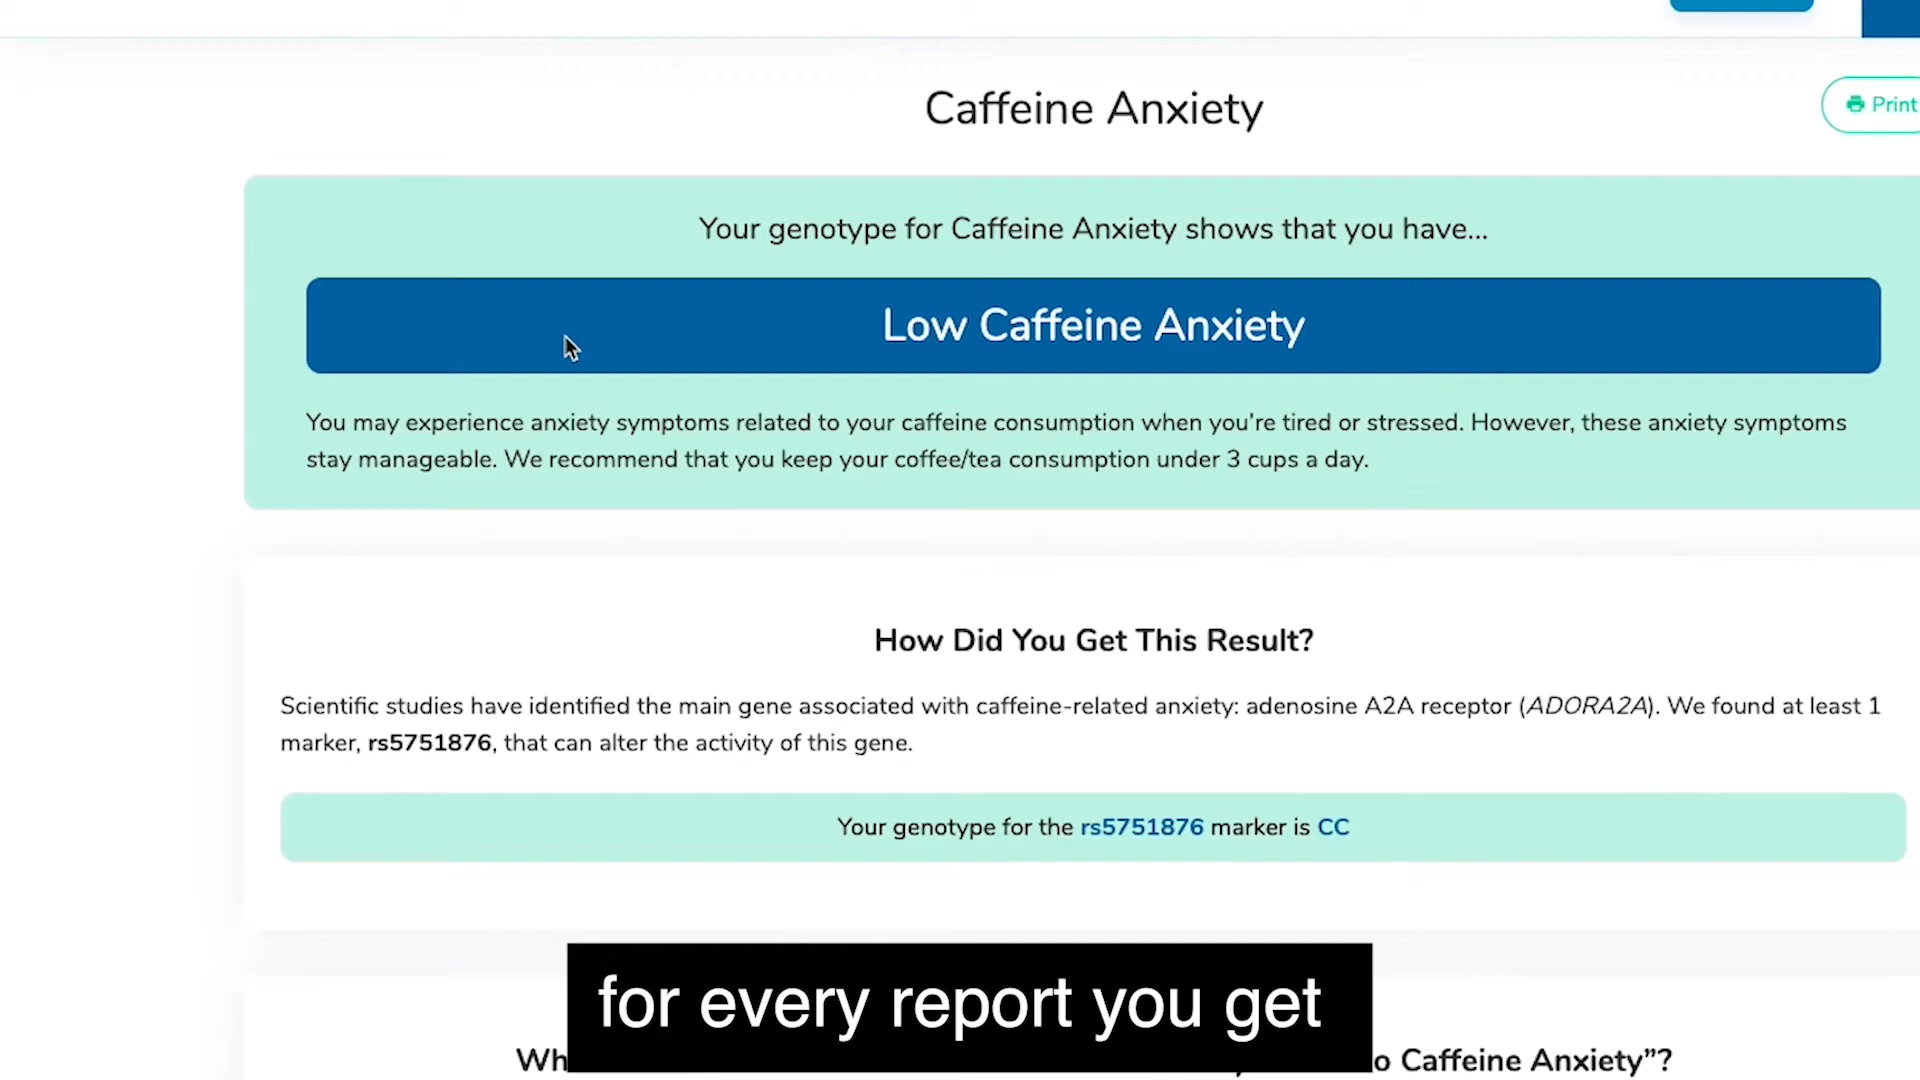 Caffeine Anxiety
Print
Your genotype for Caffeine Anxiety shows that you have...
Low Caffeine Anxiety
You may experience anxiety symptoms related to your caffeine consumption when you're tired or stressed. However, these anxiety symptoms
stay manageable. We recommend that you keep your coffee/tea consumption under 3 cups a day.
How Did You Get This Result?
Scientific studies have identified the main gene associated with caffeine-related anxiety: adenosine A2A receptor (ADORA2A). We found at least 1
marker, rs5751876, that can alter the activity of this gene.
Your genotype for the rs5751876 marker is CC
for every report you get
Caffeine Anxiety”?